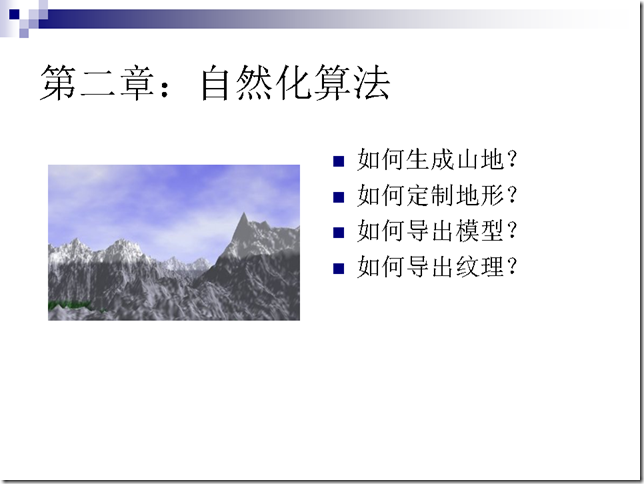 第二章：自然化算法
如何生成山地？
如何定制地形？
如何导出模型？
如何导出纹理？